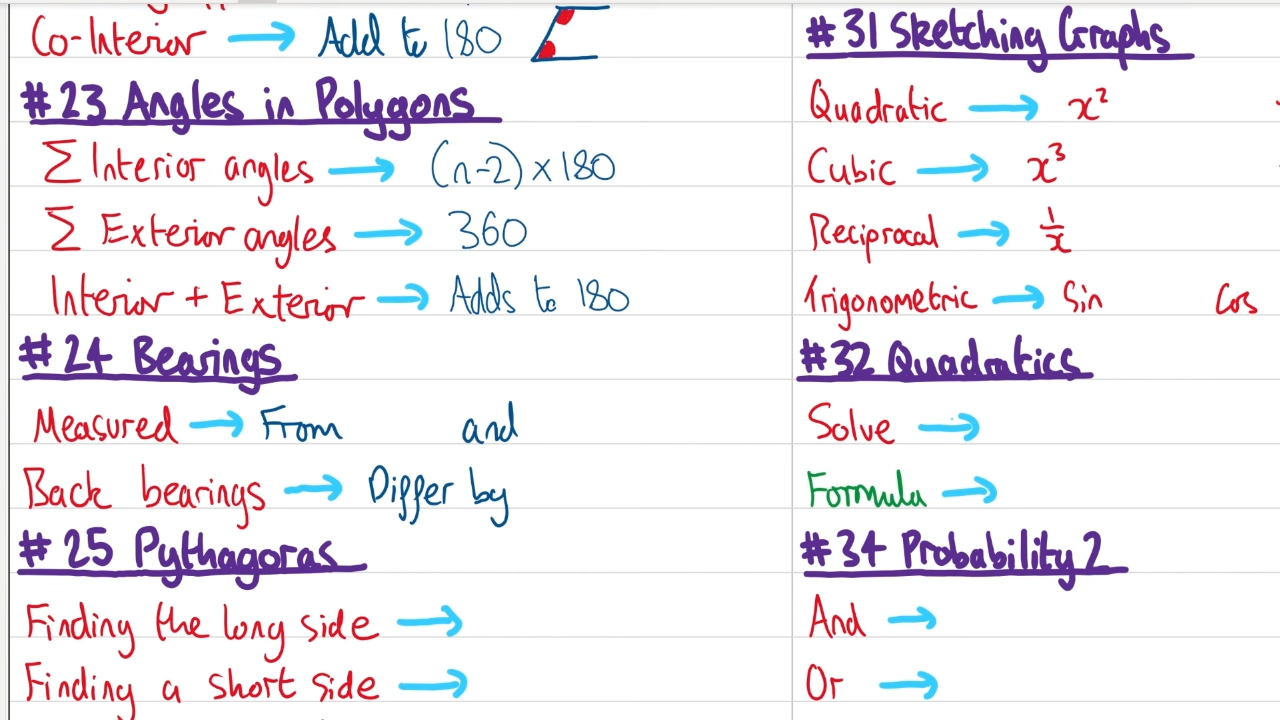 Co-Interior → Add to 180
#23 Angles in Polygons
∑ Interior angles → (n-2) × 180
∑ Exterior angles → 360
Interior + Exterior → Adds to 180
#24 Bearings
Measured → From and
Back bearings → Differ by
#25 Pythagoras
Finding the long side →
Finding a short side →
#31 Sketching Graphs
Quadratic → x²
Cubic → x³
Reciprocal → 1/x
Trigonometric → Sin Cos
#32 Quadratics
Solve →
Formula →
#34 Probability 2
And →
Or →